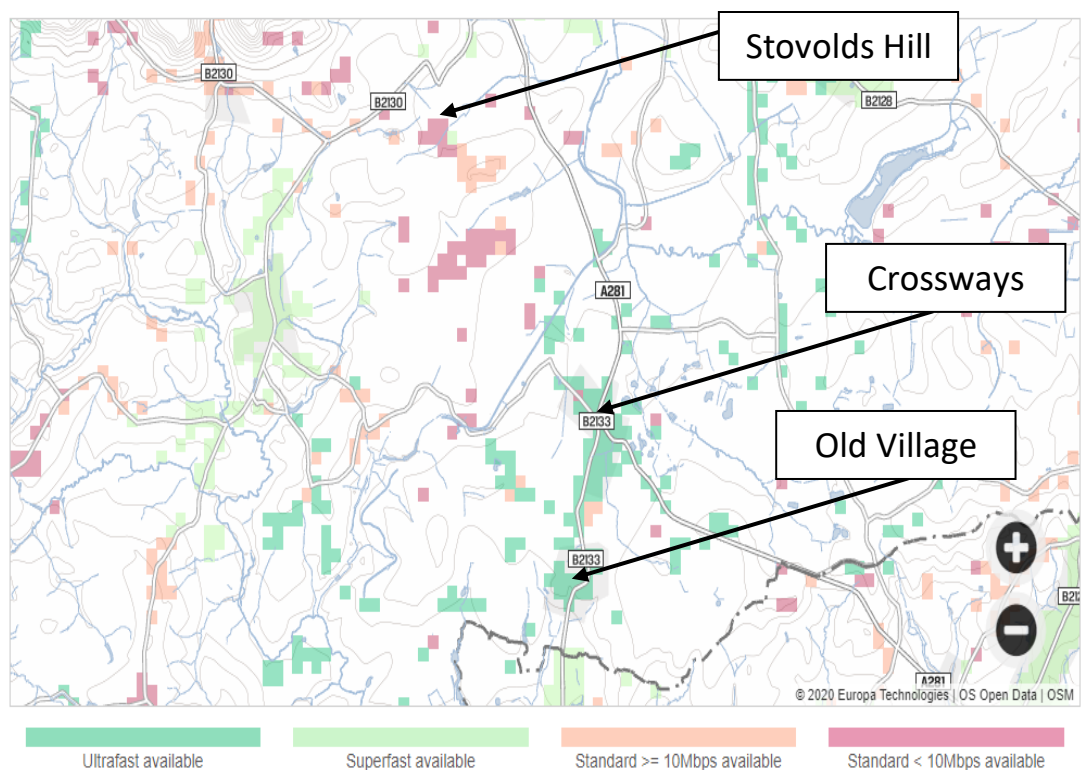 Stovolds Hill
B2130
B2130
B2128
Crossways
A281
B2133
Old Village
B2133
A281
© 2020 Europa Technologies | OS Open Data | OSM
Ultrafast available
Superfast available
Standard >= 10Mbps available
Standard < 10Mbps available